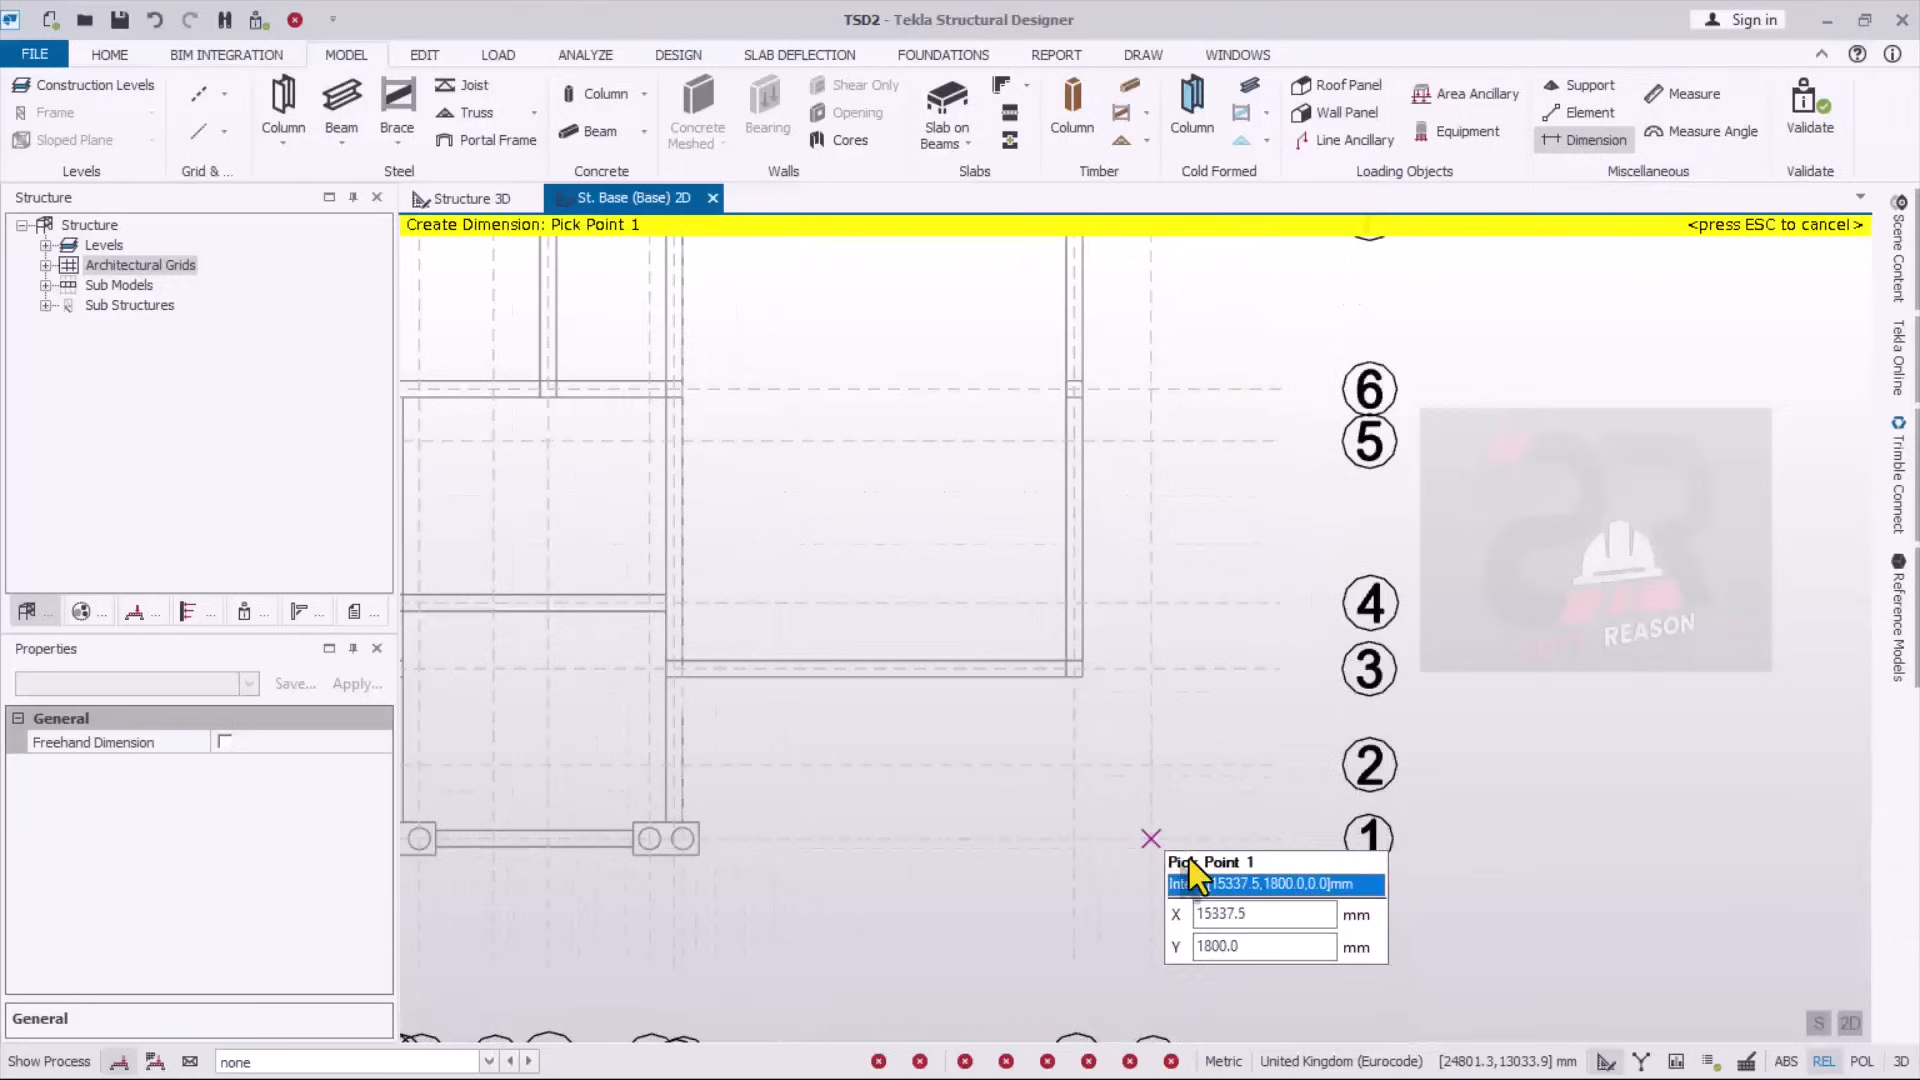 TSD2 - Tekla Structural Designer
Sign in
FILE
HOME
BIM INTEGRATION
MODEL
EDIT
LOAD
ANALYZE
DESIGN
SLAB DEFLECTION
FOUNDATIONS
REPORT
DRAW
WINDOWS
Construction Levels
Frame
Sloped Plane
Levels
Grid & ...
Column
Beam
Brace
Joist
Truss
Portal Frame
Steel
Column
Beam
Concrete
Concrete
Meshed
Bearing
Shear Only
Opening
Cores
Walls
Slab on
Beams
Slabs
Column
Timber
Column
Cold Formed
Roof Panel
Wall Panel
Line Ancillary
Area Ancillary
Equipment
Loading Objects
Support
Element
Dimension
Measure
Measure Angle
Miscellaneous
Validate
Validate
Structure
Structure
Levels
Architectural Grids
Sub Models
Sub Structures
Structure 3D
St. Base (Base) 2D
Create Dimension: Pick Point 1
<press ESC to cancel>
6
5
4
3
2
1
REASON
Point 1
15337.5,1800.0,0.0]mm
X 15337.5 mm
Y 1800.0 mm
Scene Content
Tekla Online
Trimble Connect
Reference Models
Properties
Save...
Apply...
General
Freehand Dimension
General
S
2D
Show Process
none
Metric
United Kingdom (Eurocode)
[24801.3,13033.9] mm
ABS
REL
POL
3D